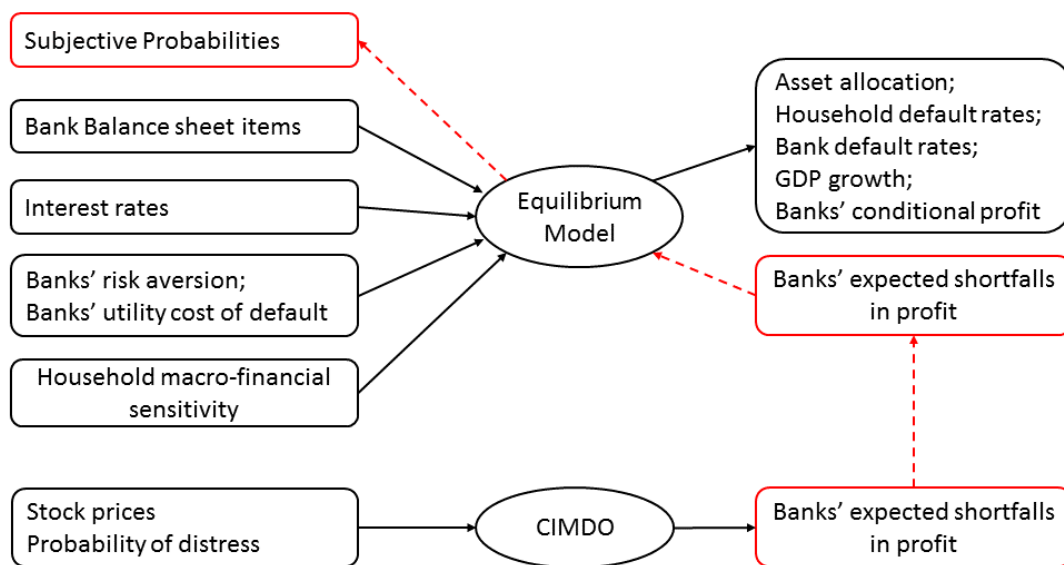 Subjective Probabilities
Bank Balance sheet items
Interest rates
Banks’ risk aversion;
Banks’ utility cost of default
Household macro-financial
sensitivity
Equilibrium
Model
Asset allocation;
Household default rates;
Bank default rates;
GDP growth;
Banks’ conditional profit
Banks’ expected shortfalls
in profit
Stock prices
Probability of distress
CIMDO
Banks’ expected shortfalls
in profit